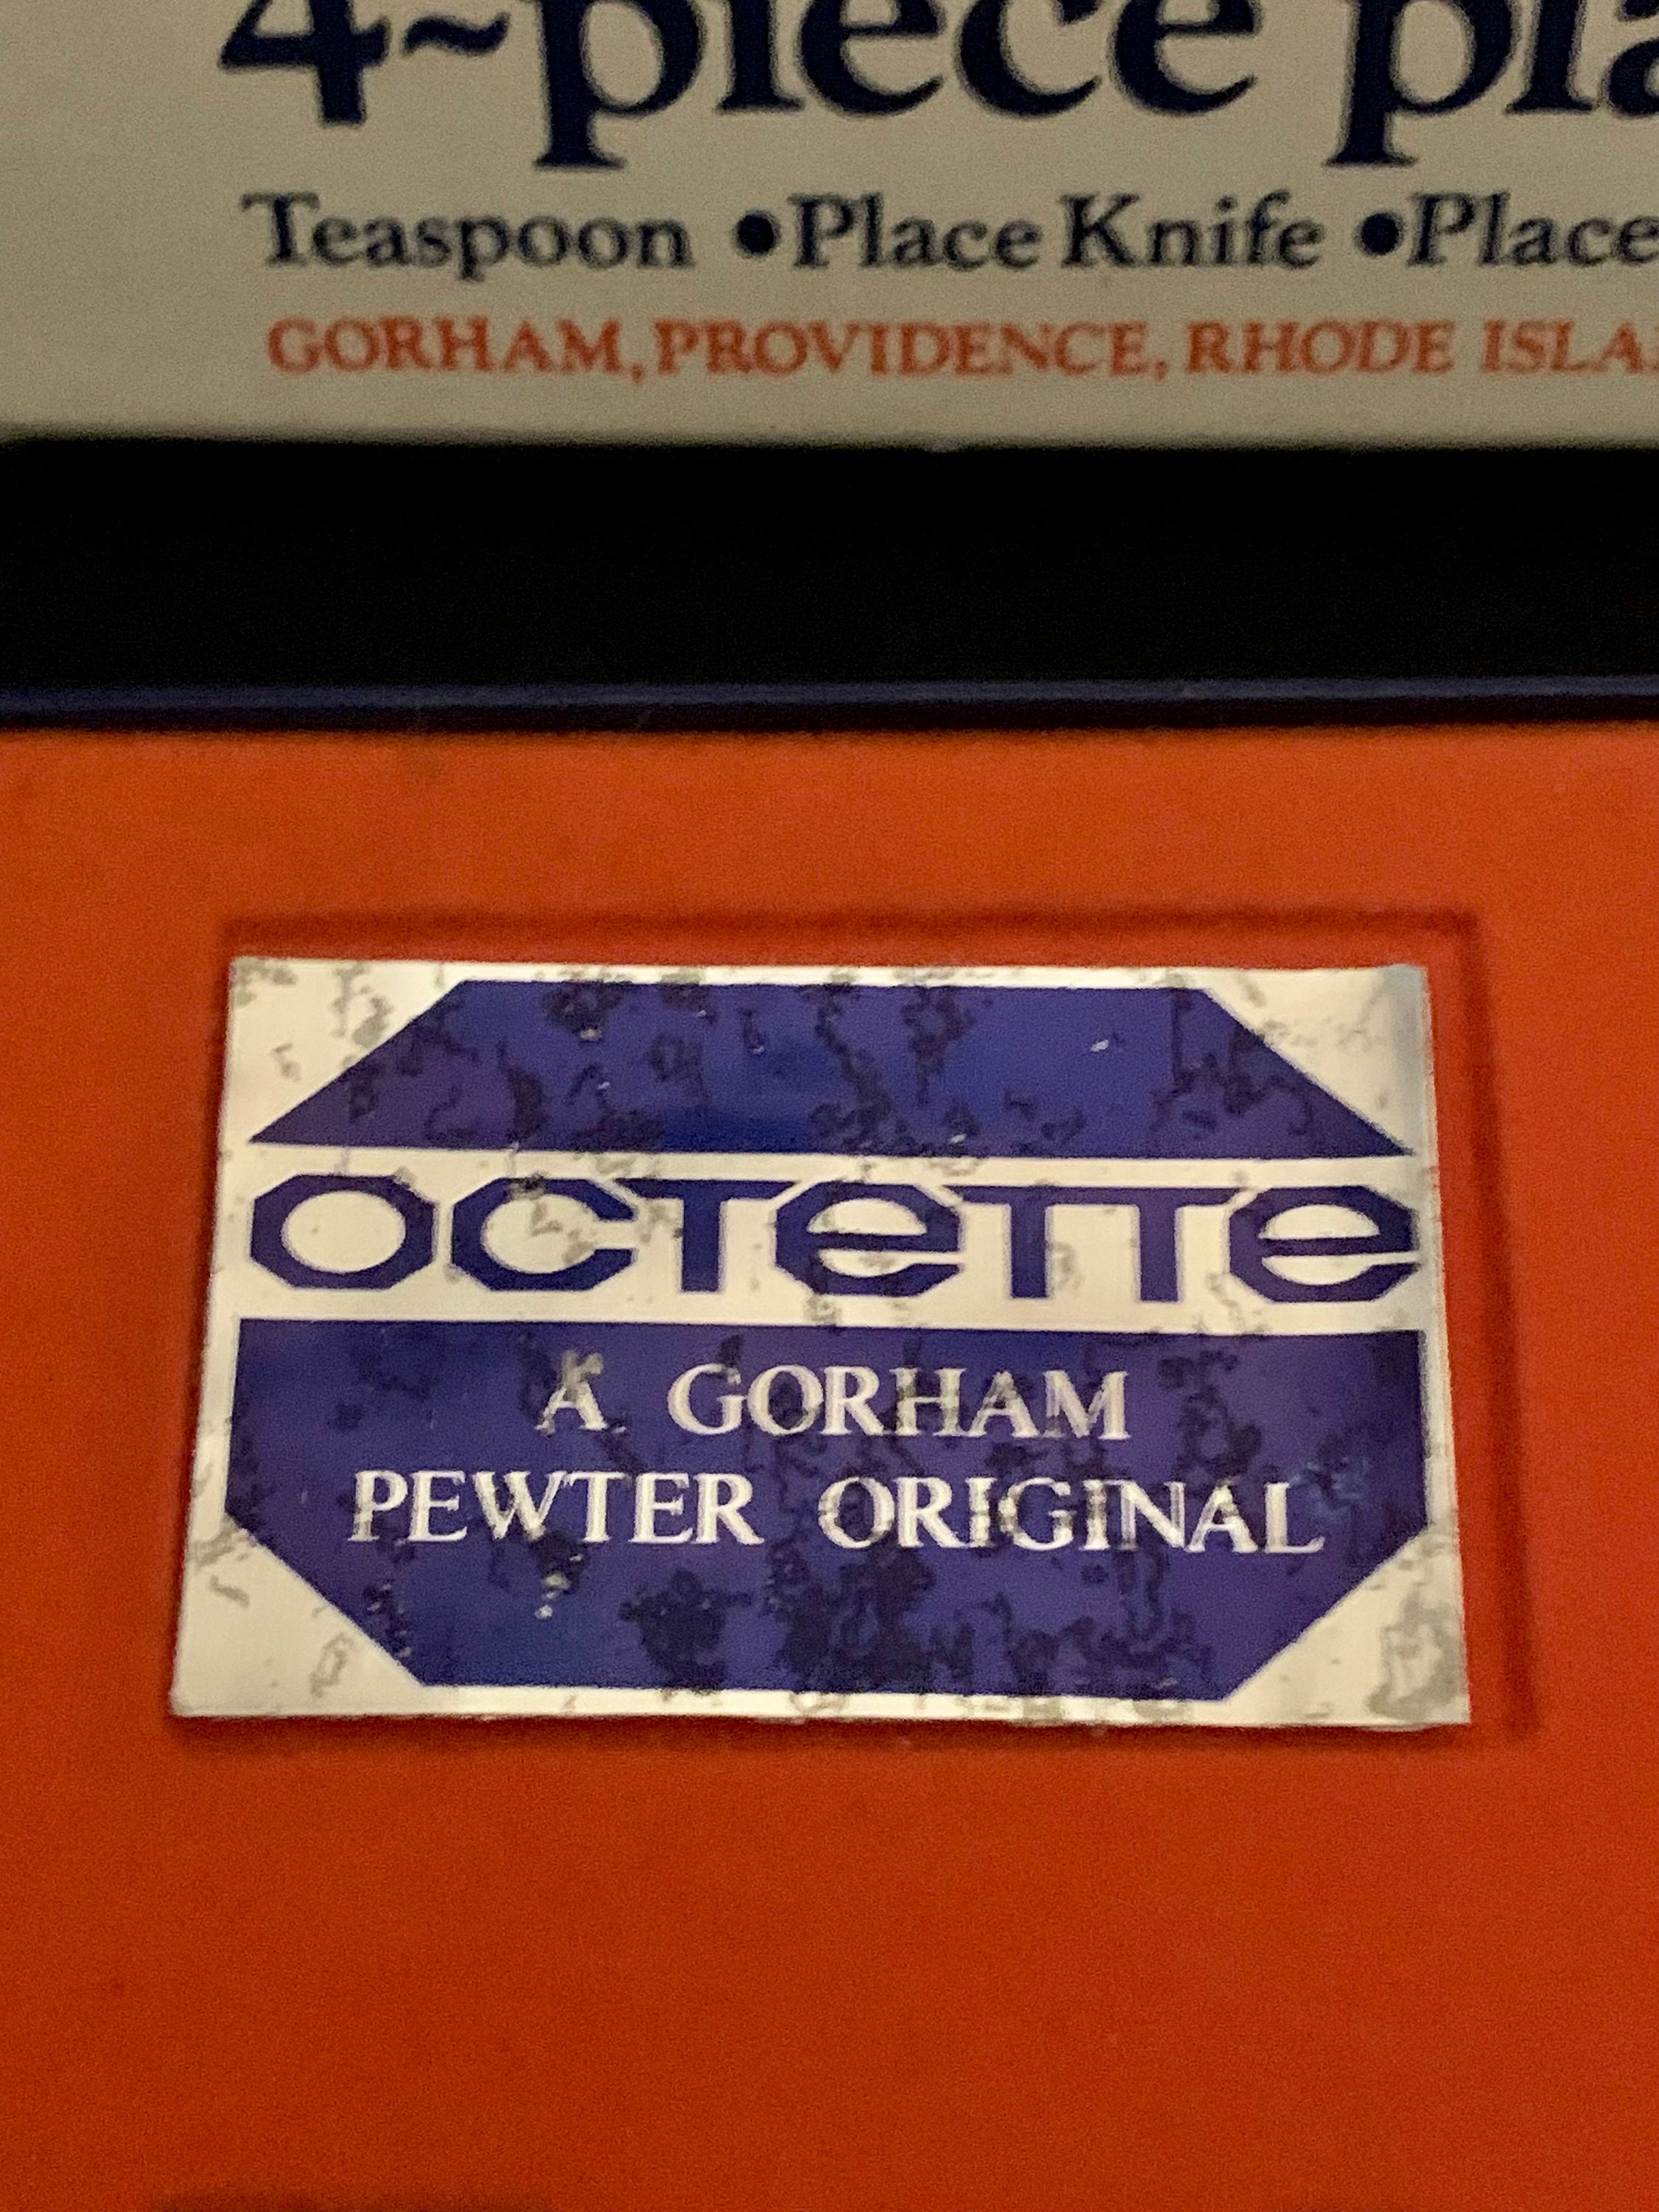 4-piece
Teaspoon •Place Knife •Place
GORHAM, PROVIDENCE, RHODE
OCTETTE
A GORHAM
PEWTER ORIGINAL